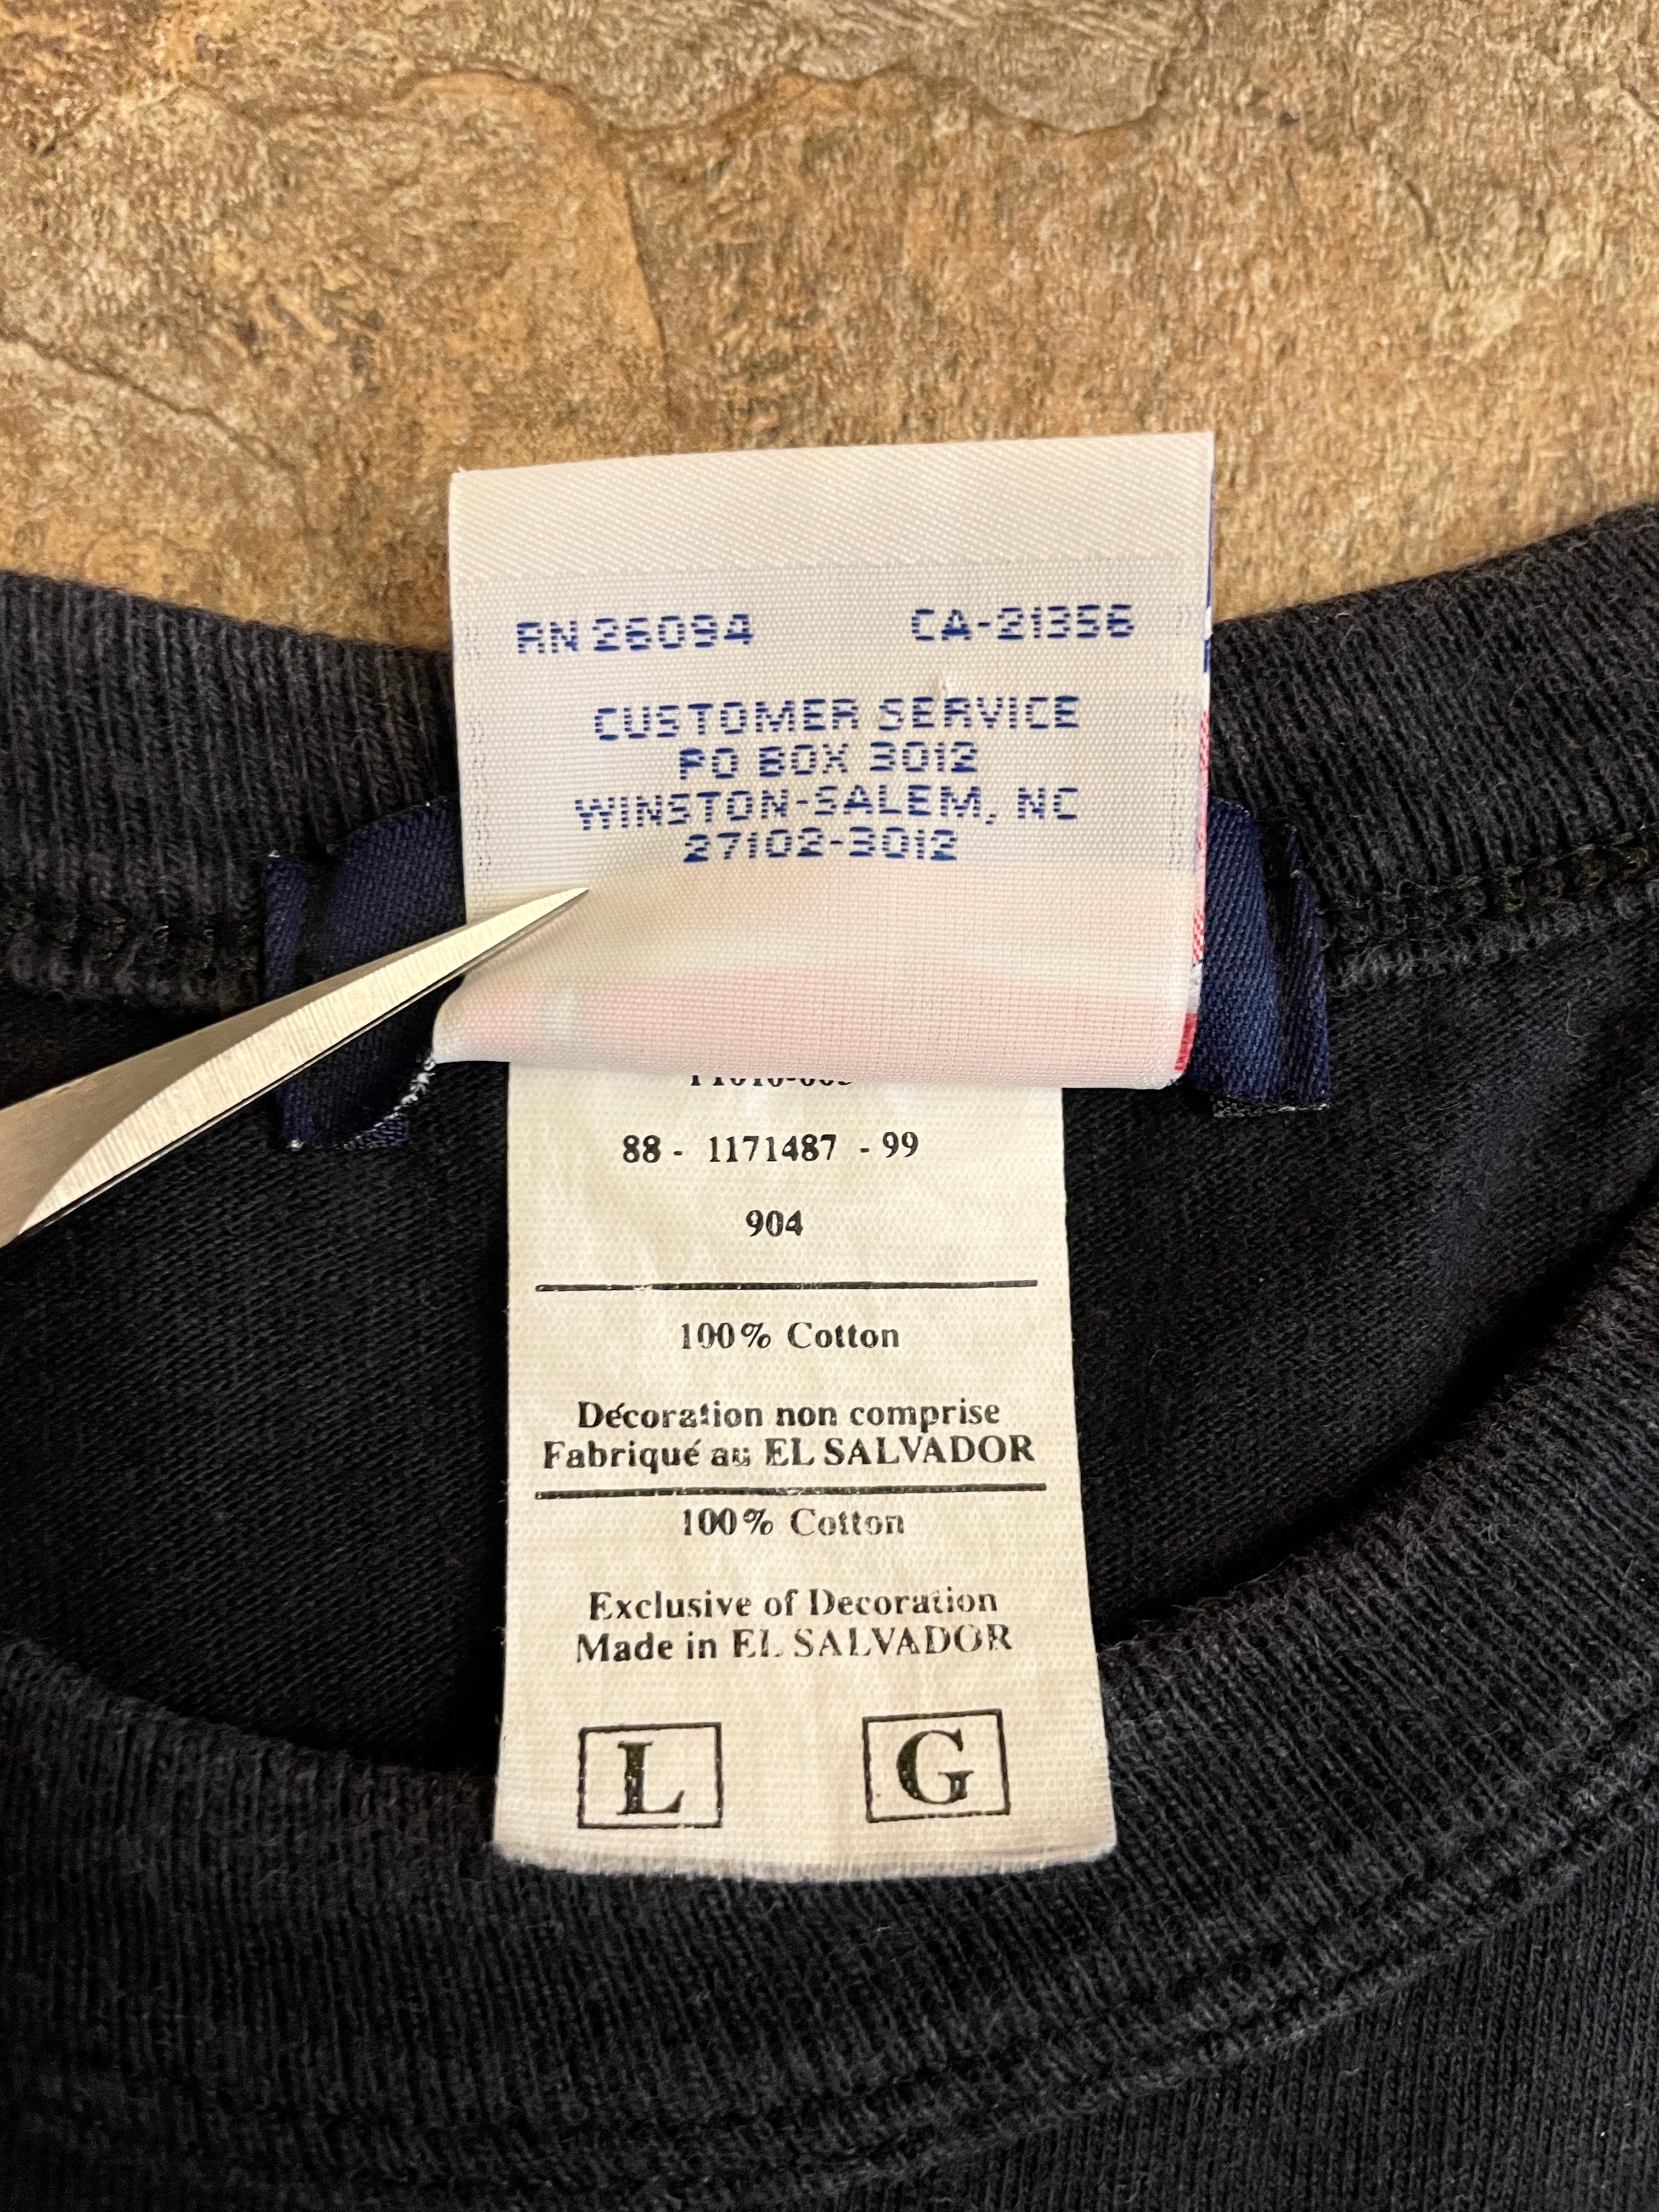 RN 26094 CA-21356
CUSTOMER SERVICE
PO BOX 3012
WINSTON-SALEM, NC
27102-3012
88 - 1171487 - 99
904
100% Cotton
Décoration non comprise
Fabriqué au EL SALVADOR
100% Cotton
Exclusive of Decoration
Made in EL SALVADOR
L G